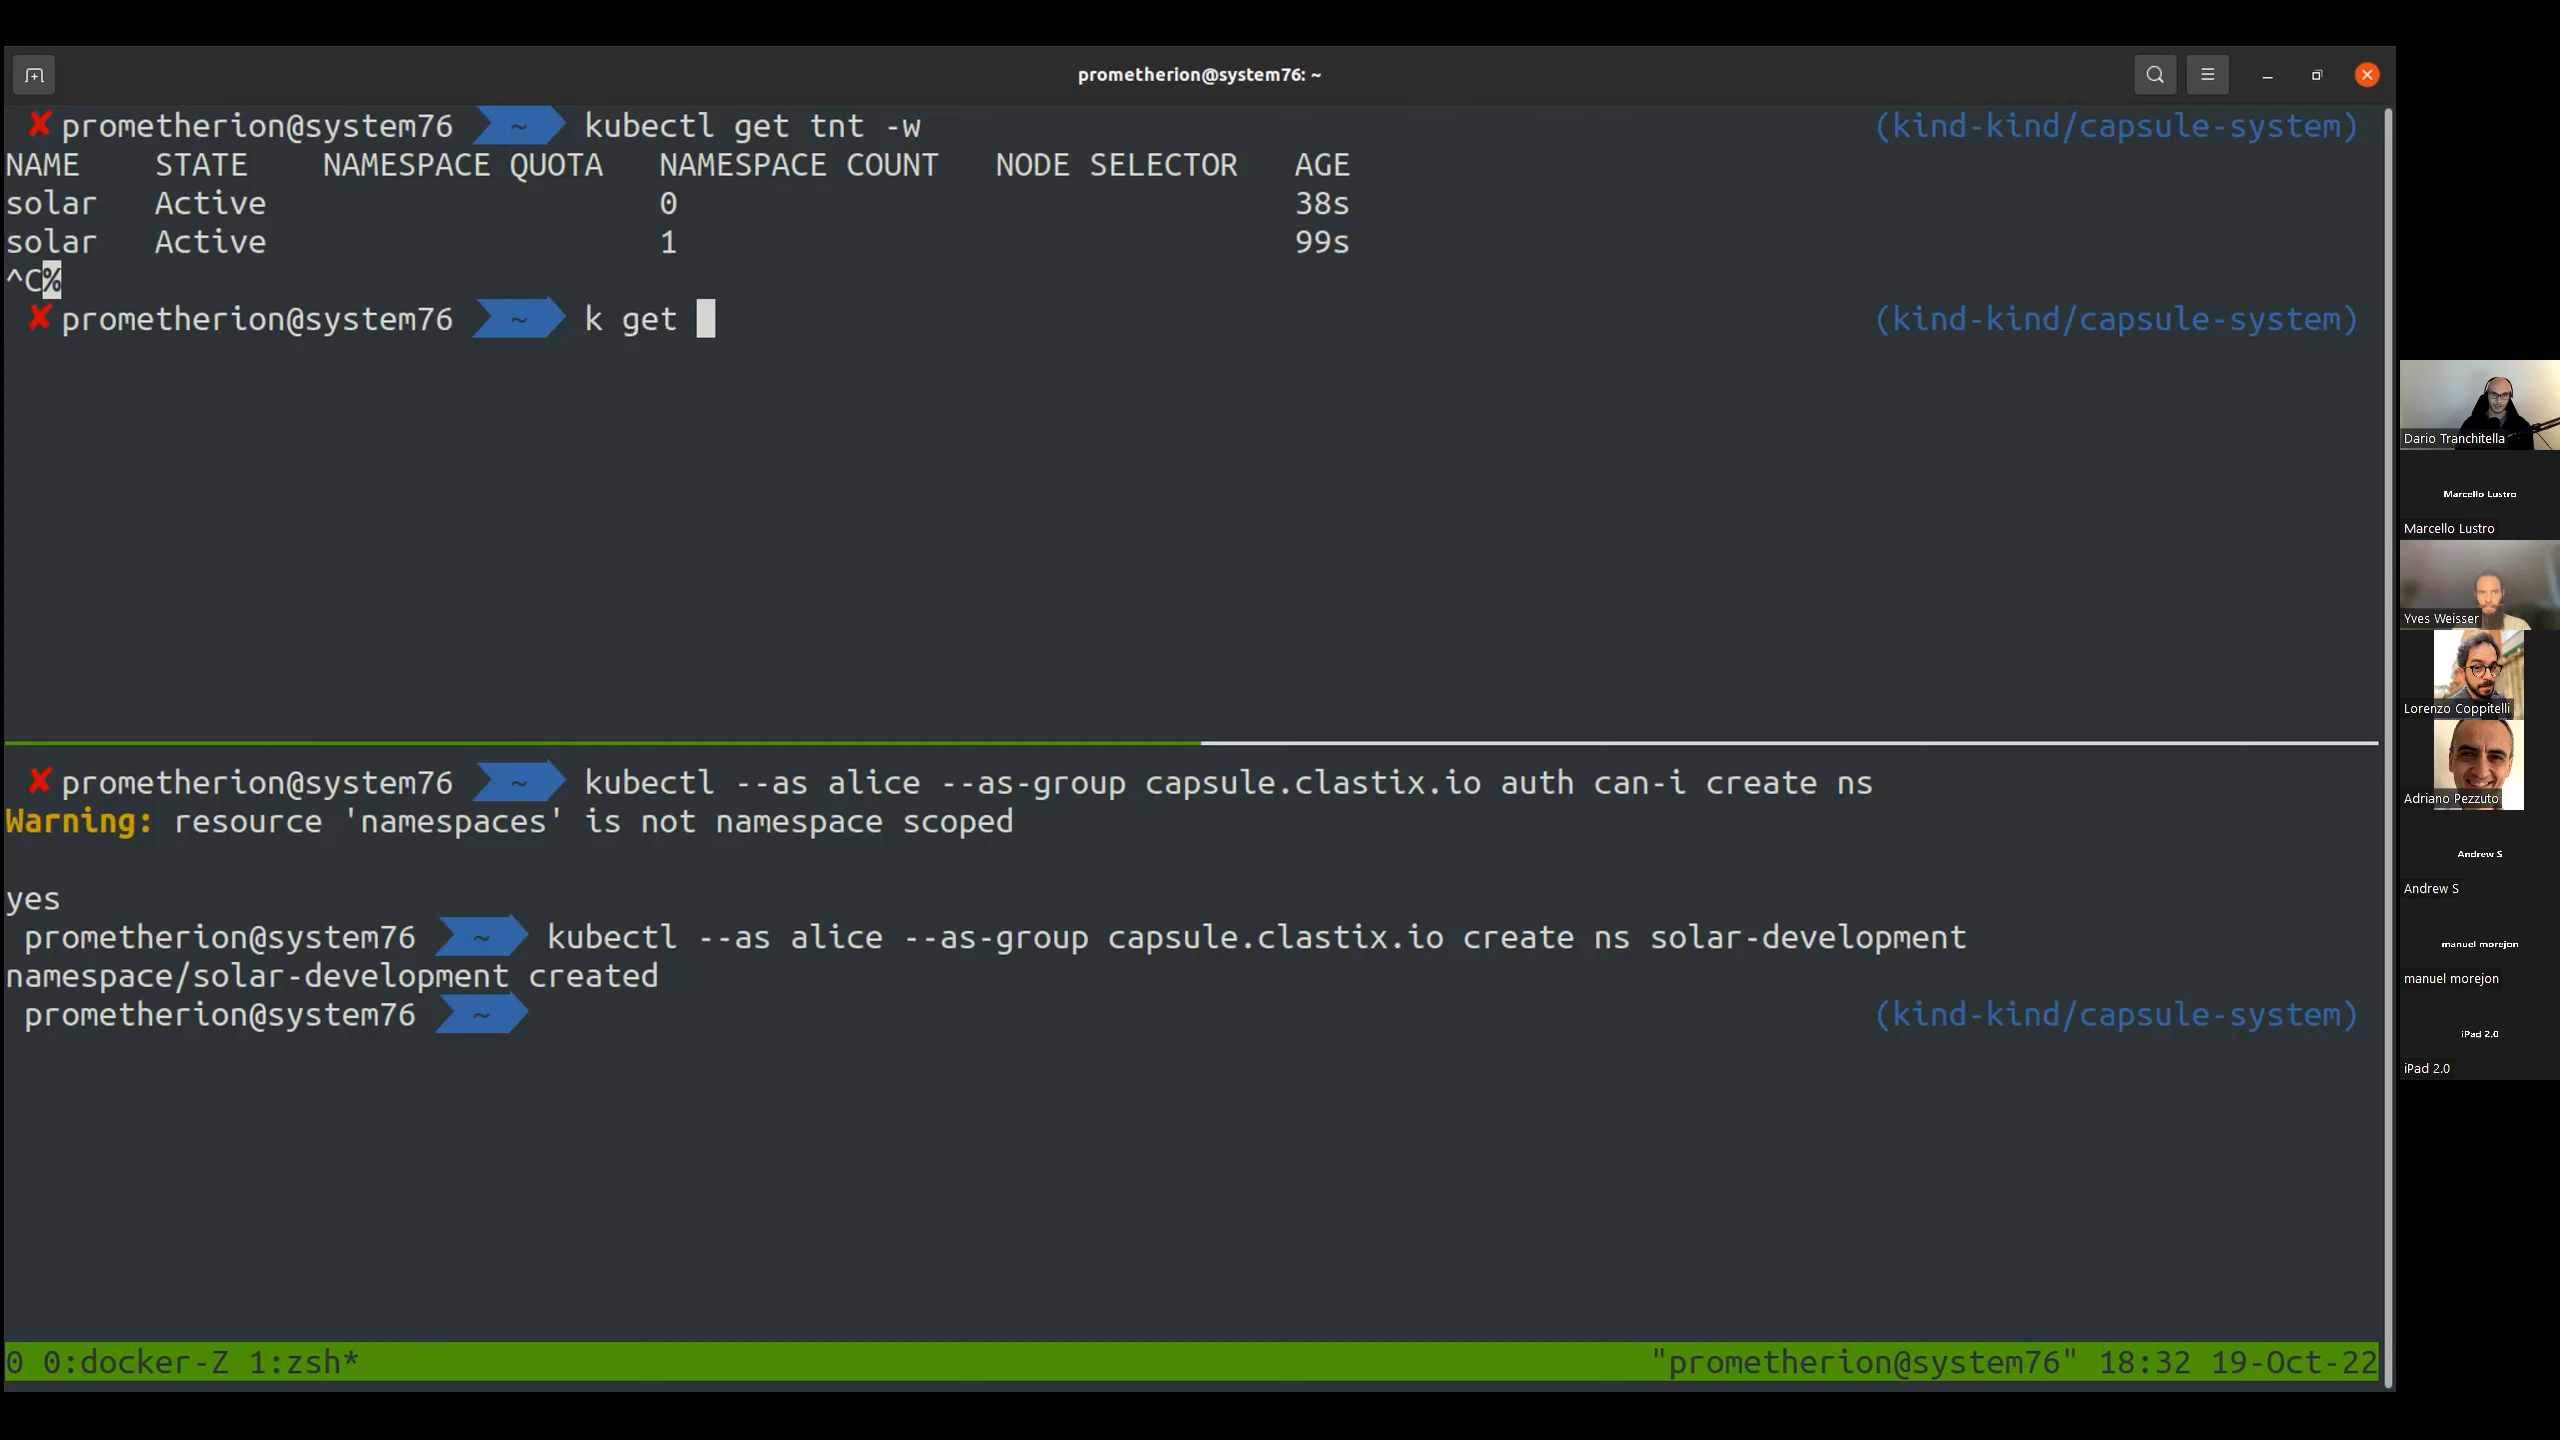 prometherion@system76: ~
✘ prometherion@system76 ~ kubectl get tnt -w (kind-kind/capsule-system)
NAME STATE NAMESPACE QUOTA NAMESPACE COUNT NODE SELECTOR AGE
solar Active 0 38s
solar Active 1 99s
^C%
✘ prometherion@system76 ~ k get (kind-kind/capsule-system)
✘ prometherion@system76 ~ kubectl --as alice --as-group capsule.clastix.io auth can-i create ns
Warning: resource 'namespaces' is not namespace scoped
yes
prometherion@system76 ~ kubectl --as alice --as-group capsule.clastix.io create ns solar-development
namespace/solar-development created
prometherion@system76 ~ (kind-kind/capsule-system)
0 0:docker-Z 1:zsh* "prometherion@system76" 18:32 19-Oct-22
Dario Tranchitella
Marcello Lustro
Marcello Lustro
Yves Weisser
Lorenzo Coppitelli
Adriano Pezzuto
Andrew S
Andrew S
manuel morejon
manuel morejon
iPad 2.0
iPad 2.0